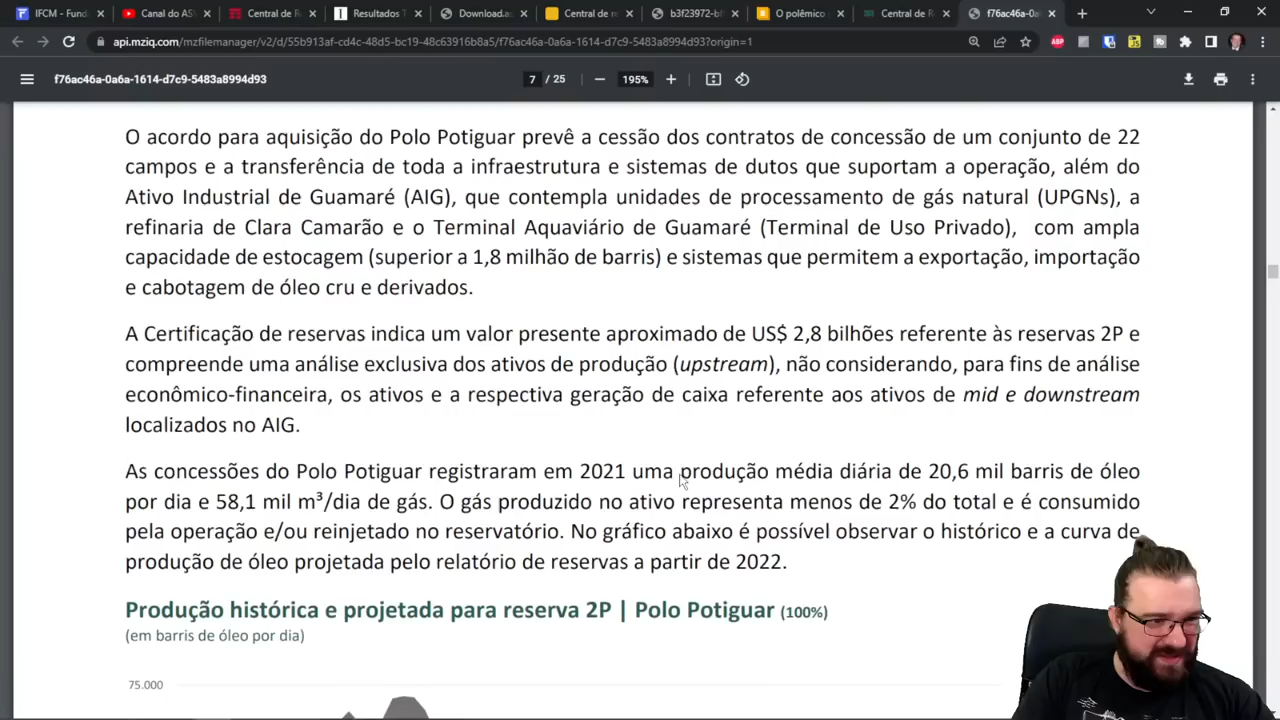 IFCM - Fund
Canal do AS
Central de R
Resultados T
Download.as
Central de re
b3f23972-b
O polêmico
Central de R
f76ac46a-0a
api.mziq.com/mzfilemanager/v2/d/55b913af-cd4c-48d5-bc19-48c63916b8a5/f76ac46a-0a6a-1614-d7c9-5483a8994d93?origin=1
f76ac46a-0a6a-1614-d7c9-5483a8994d93
7 / 25
195%
O acordo para aquisição do Polo Potiguar prevê a cessão dos contratos de concessão de um conjunto de 22
campos e a transferência de toda a infraestrutura e sistemas de dutos que suportam a operação, além do
Ativo Industrial de Guamaré (AIG), que contempla unidades de processamento de gás natural (UPGNs), a
refinaria de Clara Camarão e o Terminal Aquaviário de Guamaré (Terminal de Uso Privado), com ampla
capacidade de estocagem (superior a 1,8 milhão de barris) e sistemas que permitem a exportação, importação
e cabotagem de óleo cru e derivados.
A Certificação de reservas indica um valor presente aproximado de US$ 2,8 bilhões referente às reservas 2P e
compreende uma análise exclusiva dos ativos de produção (upstream), não considerando, para fins de análise
econômico-financeira, os ativos e a respectiva geração de caixa referente aos ativos de mid e downstream
localizados no AIG.
As concessões do Polo Potiguar registraram em 2021 uma produção média diária de 20,6 mil barris de óleo
por dia e 58,1 mil m³/dia de gás. O gás produzido no ativo representa menos de 2% do total e é consumido
pela operação e/ou reinjetado no reservatório. No gráfico abaixo é possível observar o histórico e a curva de
produção de óleo projetada pelo relatório de reservas a partir de 2022.
Produção histórica e projetada para reserva 2P | Polo Potiguar (100%)
(em barris de óleo por dia)
75.000